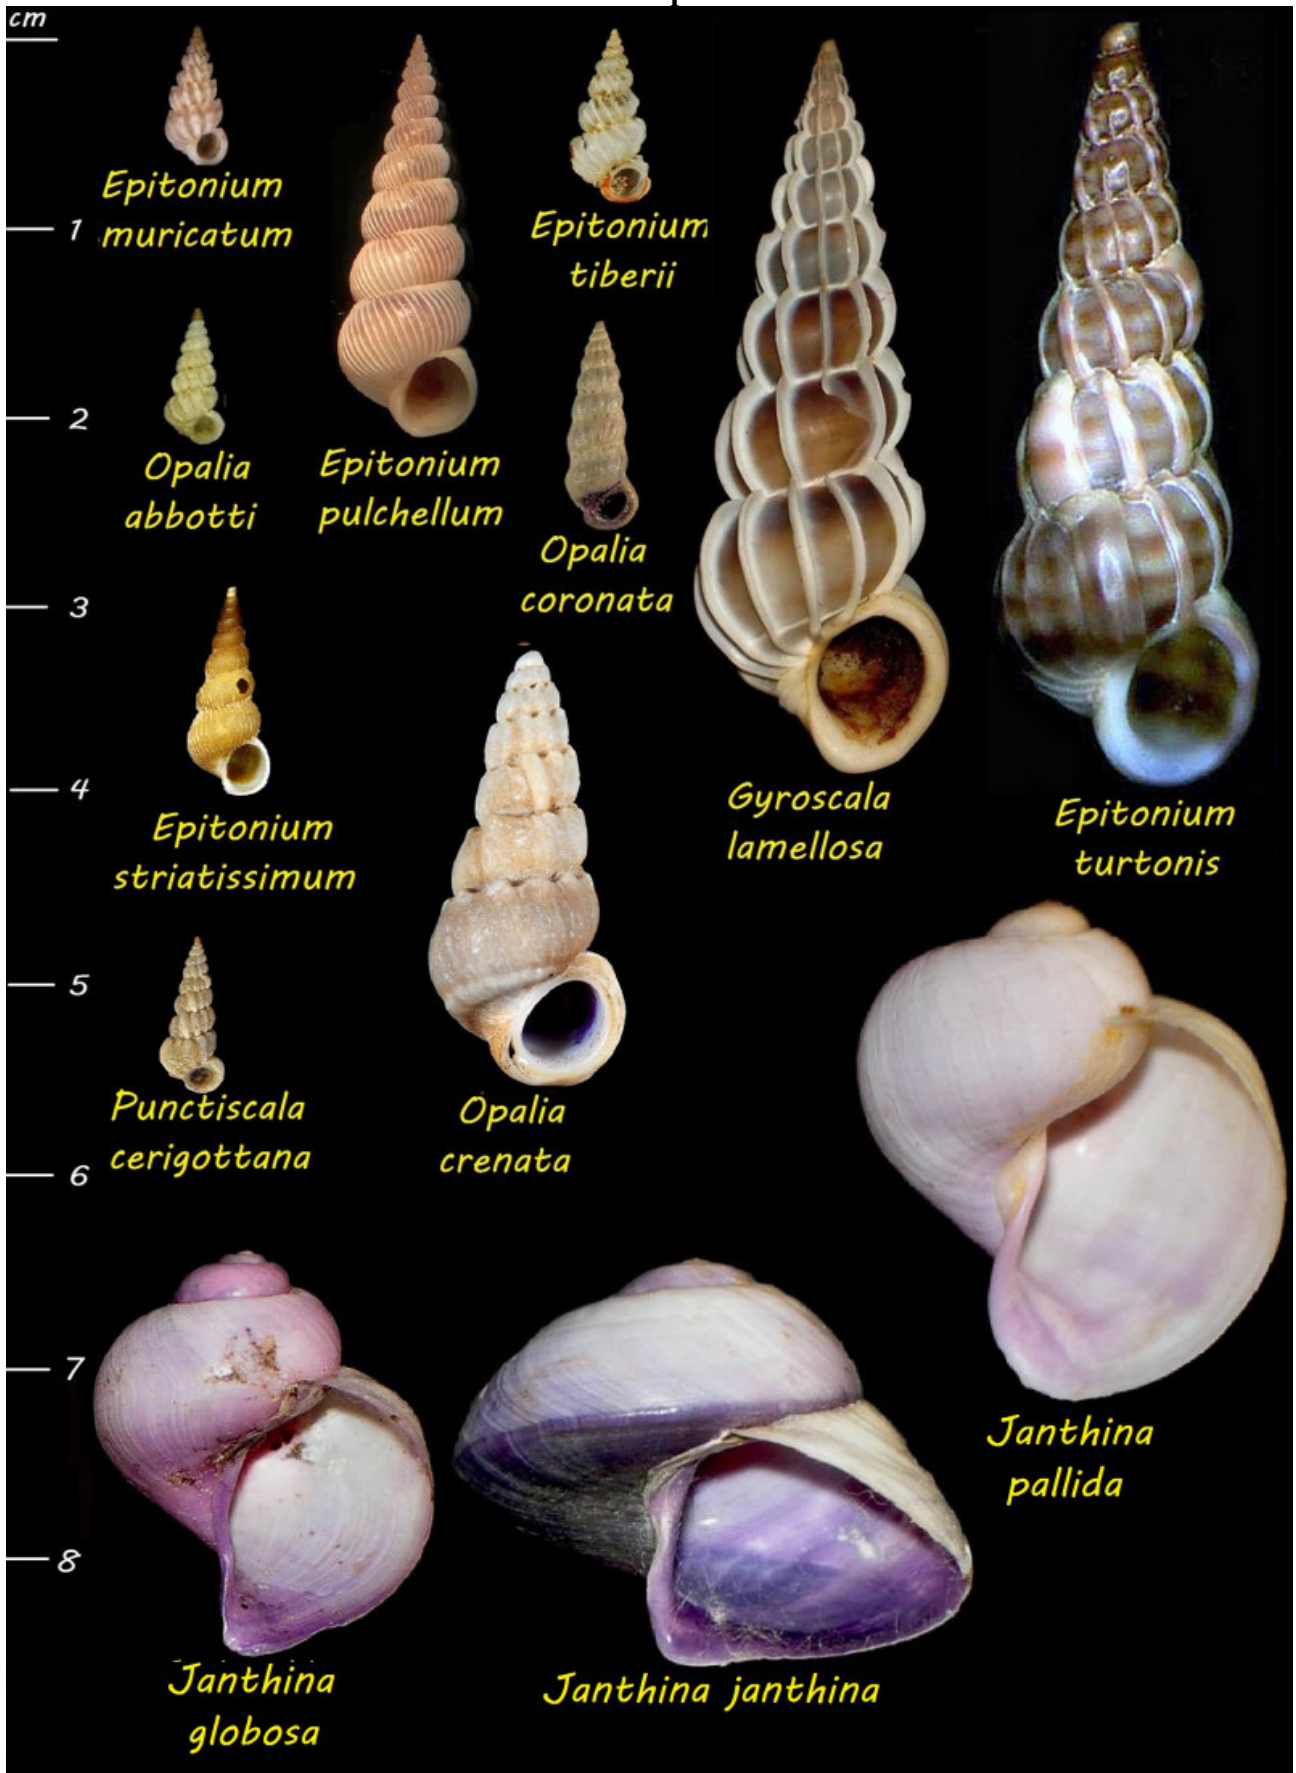 cm
Epitonium
muricatum
1
Epitonium
tiberii
2
Opalia
abbotti
Epitonium
pulchellum
Opalia
coronata
3
4
Epitonium
striatissimum
Gyroscala
lamellosa
Epitonium
turtonis
5
Punctiscala
cerigottana
Opalia
crenata
6
7
Janthina
pallida
8
Janthina
globosa
Janthina janthina